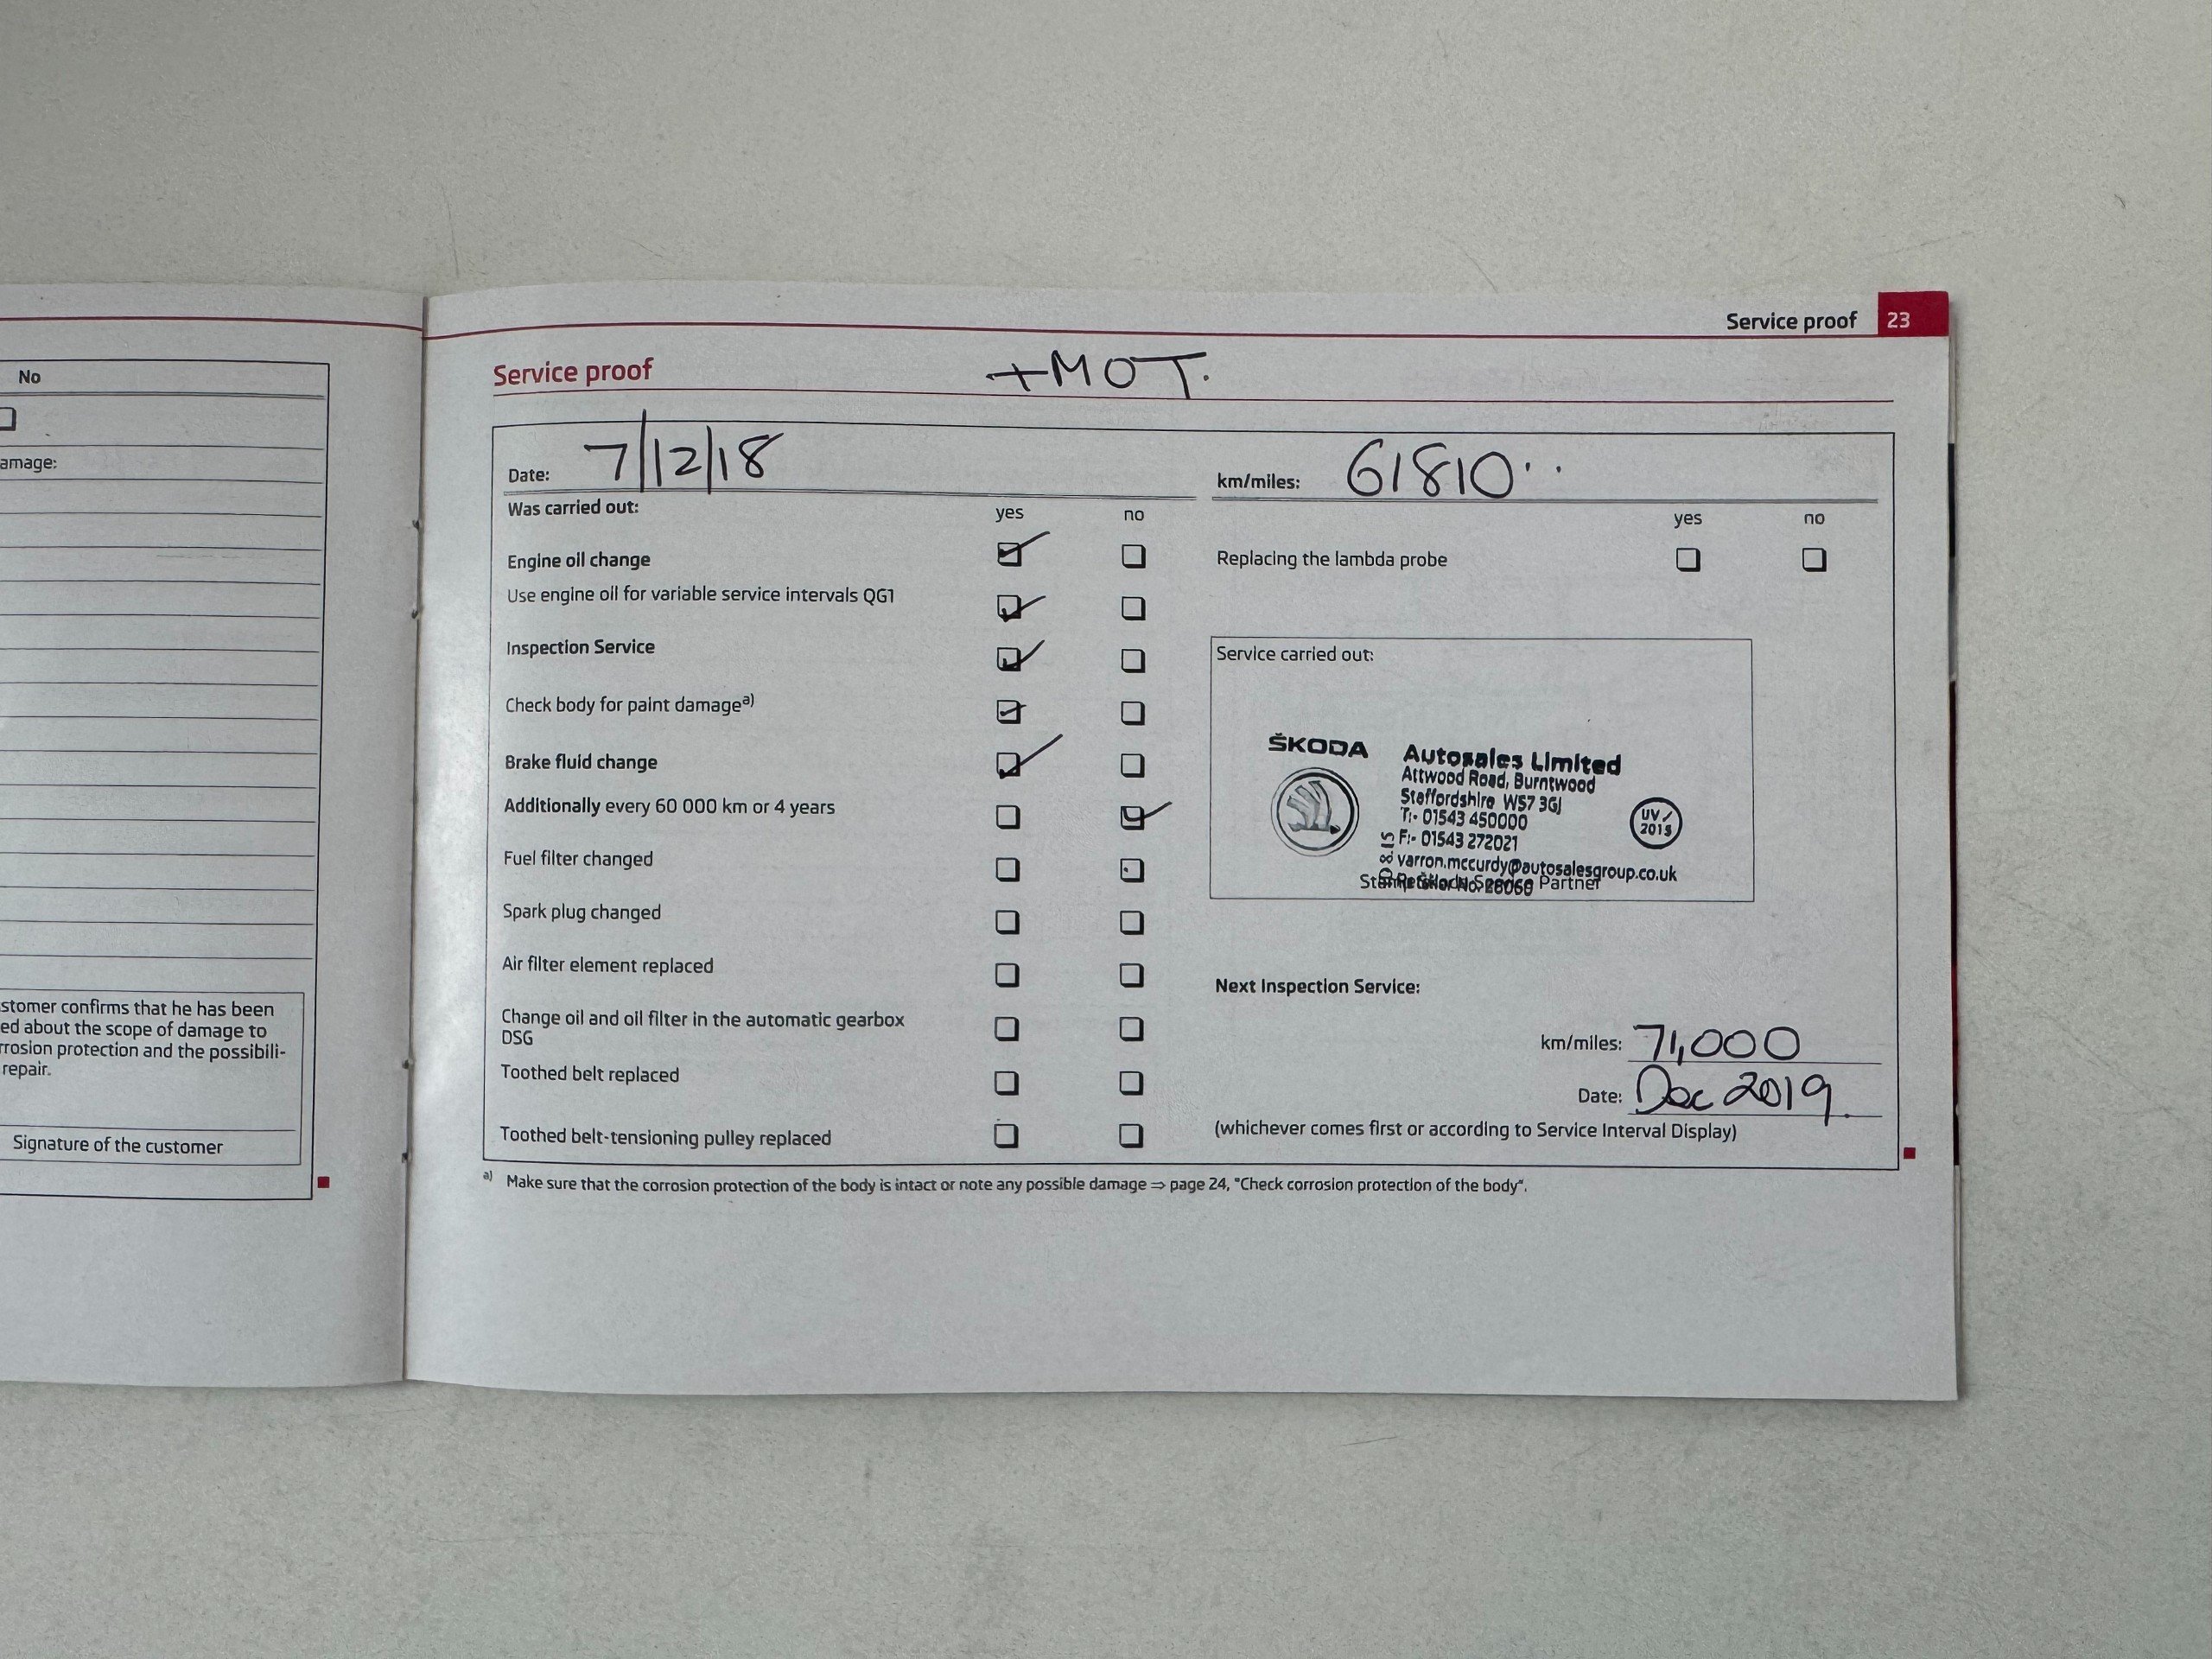 Service proof 23
No
amage:
stomer confirms that he has been
ed about the scope of damage to
rrosion protection and the possibili-
repair.
Signature of the customer
Service proof
+MOT.
Date: 7/12/18
km/miles: 61810
Was carried out:
yes no
yes no
Engine oil change
Replacing the lambda probe
Use engine oil for variable service intervals QG1
Inspection Service
Check body for paint damage a)
Brake fluid change
Additionally every 60 000 km or 4 years
Fuel filter changed
Spark plug changed
Air filter element replaced
Change oil and oil filter in the automatic gearbox
DSG
Toothed belt replaced
Toothed belt-tensioning pulley replaced
Service carried out:
ŠKODA
Autosales Limited
Attwood Road, Burntwood
Staffordshire WS7 3GJ
T:- 01543 450000
F:- 01543 272021
varron.mccurdy@autosalesgroup.co.uk
Partner
UV
2015
Next Inspection Service:
km/miles: 71,000
Date: Dec 2019.
(whichever comes first or according to Service Interval Display)
a) Make sure that the corrosion protection of the body is intact or note any possible damage ⇒ page 24, "Check corrosion protection of the body".